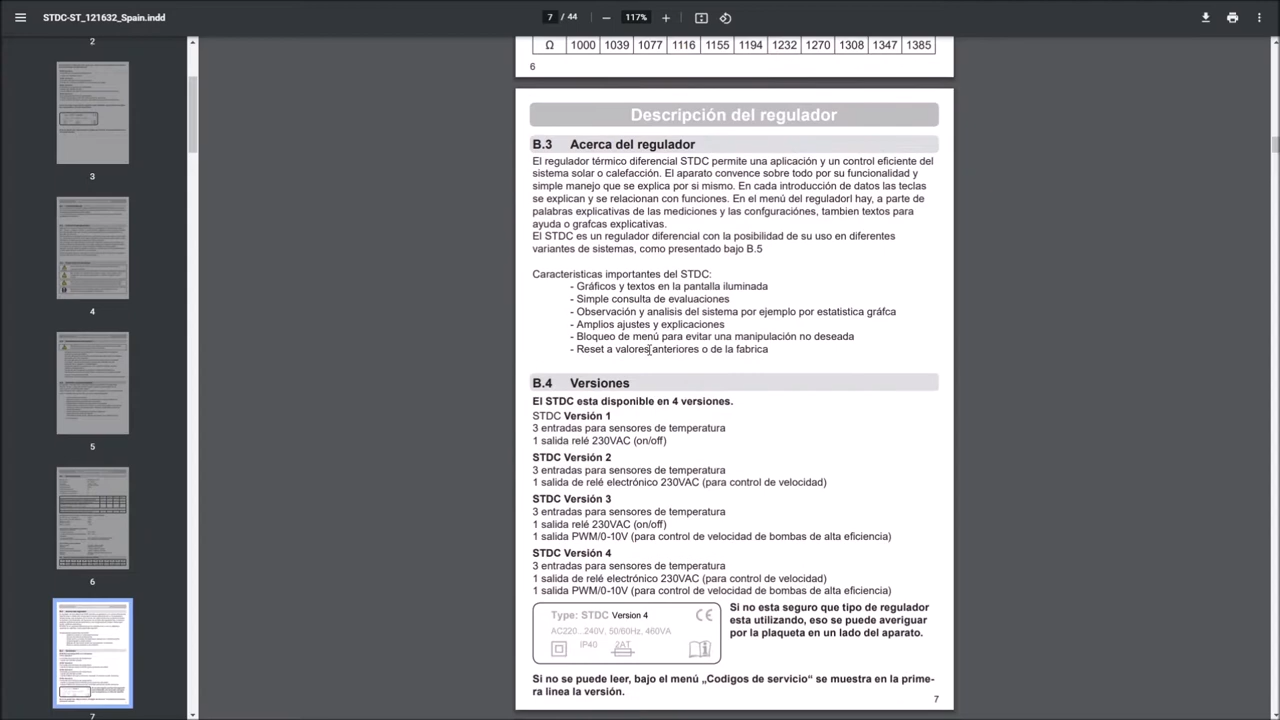 STDC-ST_121632_Spain.indd
7 / 44
117%
2
3
4
5
6
7
Ω 1000 1039 1077 1116 1155 1194 1232 1270 1308 1347 1385
6
Descripción del regulador
B.3 Acerca del regulador
El regulador térmico diferencial STDC permite una aplicación y un control eficiente del
sistema solar o calefacción. El aparato convence sobre todo por su funcionalidad y
simple manejo que se explica por si mismo. En cada introducción de datos las teclas
se explican y se relacionan con funciones. En el menú del reguladorl hay, a parte de
palabras explicativas de las mediciones y las confguraciónes, tambien textos para
ayuda o grafcas explicativas.
El STDC es un regulador diferencial con la posibilidad de su uso en diferentes
variantes de sistemas, como presentado bajo B.5
Caracteristicas importantes del STDC:
- Gráficos y textos en la pantalla iluminada
- Simple consulta de evaluaciones
- Observación y analisis del sistema por ejemplo por estatistica gráfca
- Amplios ajustes y explicaciones
- Bloqueo de menú para evitar una manipulación no deseada
- Reset a valores anteriores o de la fabrica
B.4 Versiones
El STDC esta disponible en 4 versiones.
STDC Versión 1
3 entradas para sensores de temperatura
1 salida relé 230VAC (on/off)
STDC Versión 2
3 entradas para sensores de temperatura
1 salida de relé electrónico 230VAC (para control de velocidad)
STDC Versión 3
3 entradas para sensores de temperatura
1 salida relé 230VAC (on/off)
1 salida PWM/0-10V (para control de velocidad de bombas de alta eficiencia)
STDC Versión 4
3 entradas para sensores de temperatura
1 salida de relé electrónico 230VAC (para control de velocidad)
1 salida PWM/0-10V (para control de velocidad de bombas de alta eficiencia)
Type: STDC Version 4 CE
AC220...240V, 50/60Hz, 460VA
IP40 2AT
Si no esta seguro que tipo de regulador
esta utilizando, eso se puede averiguar
por la plaqueta en un lado del aparato.
Si no se puede leer, bajo el menú „Codigos de servicio“ se muestra en la prime-
ra línea la versión.
7